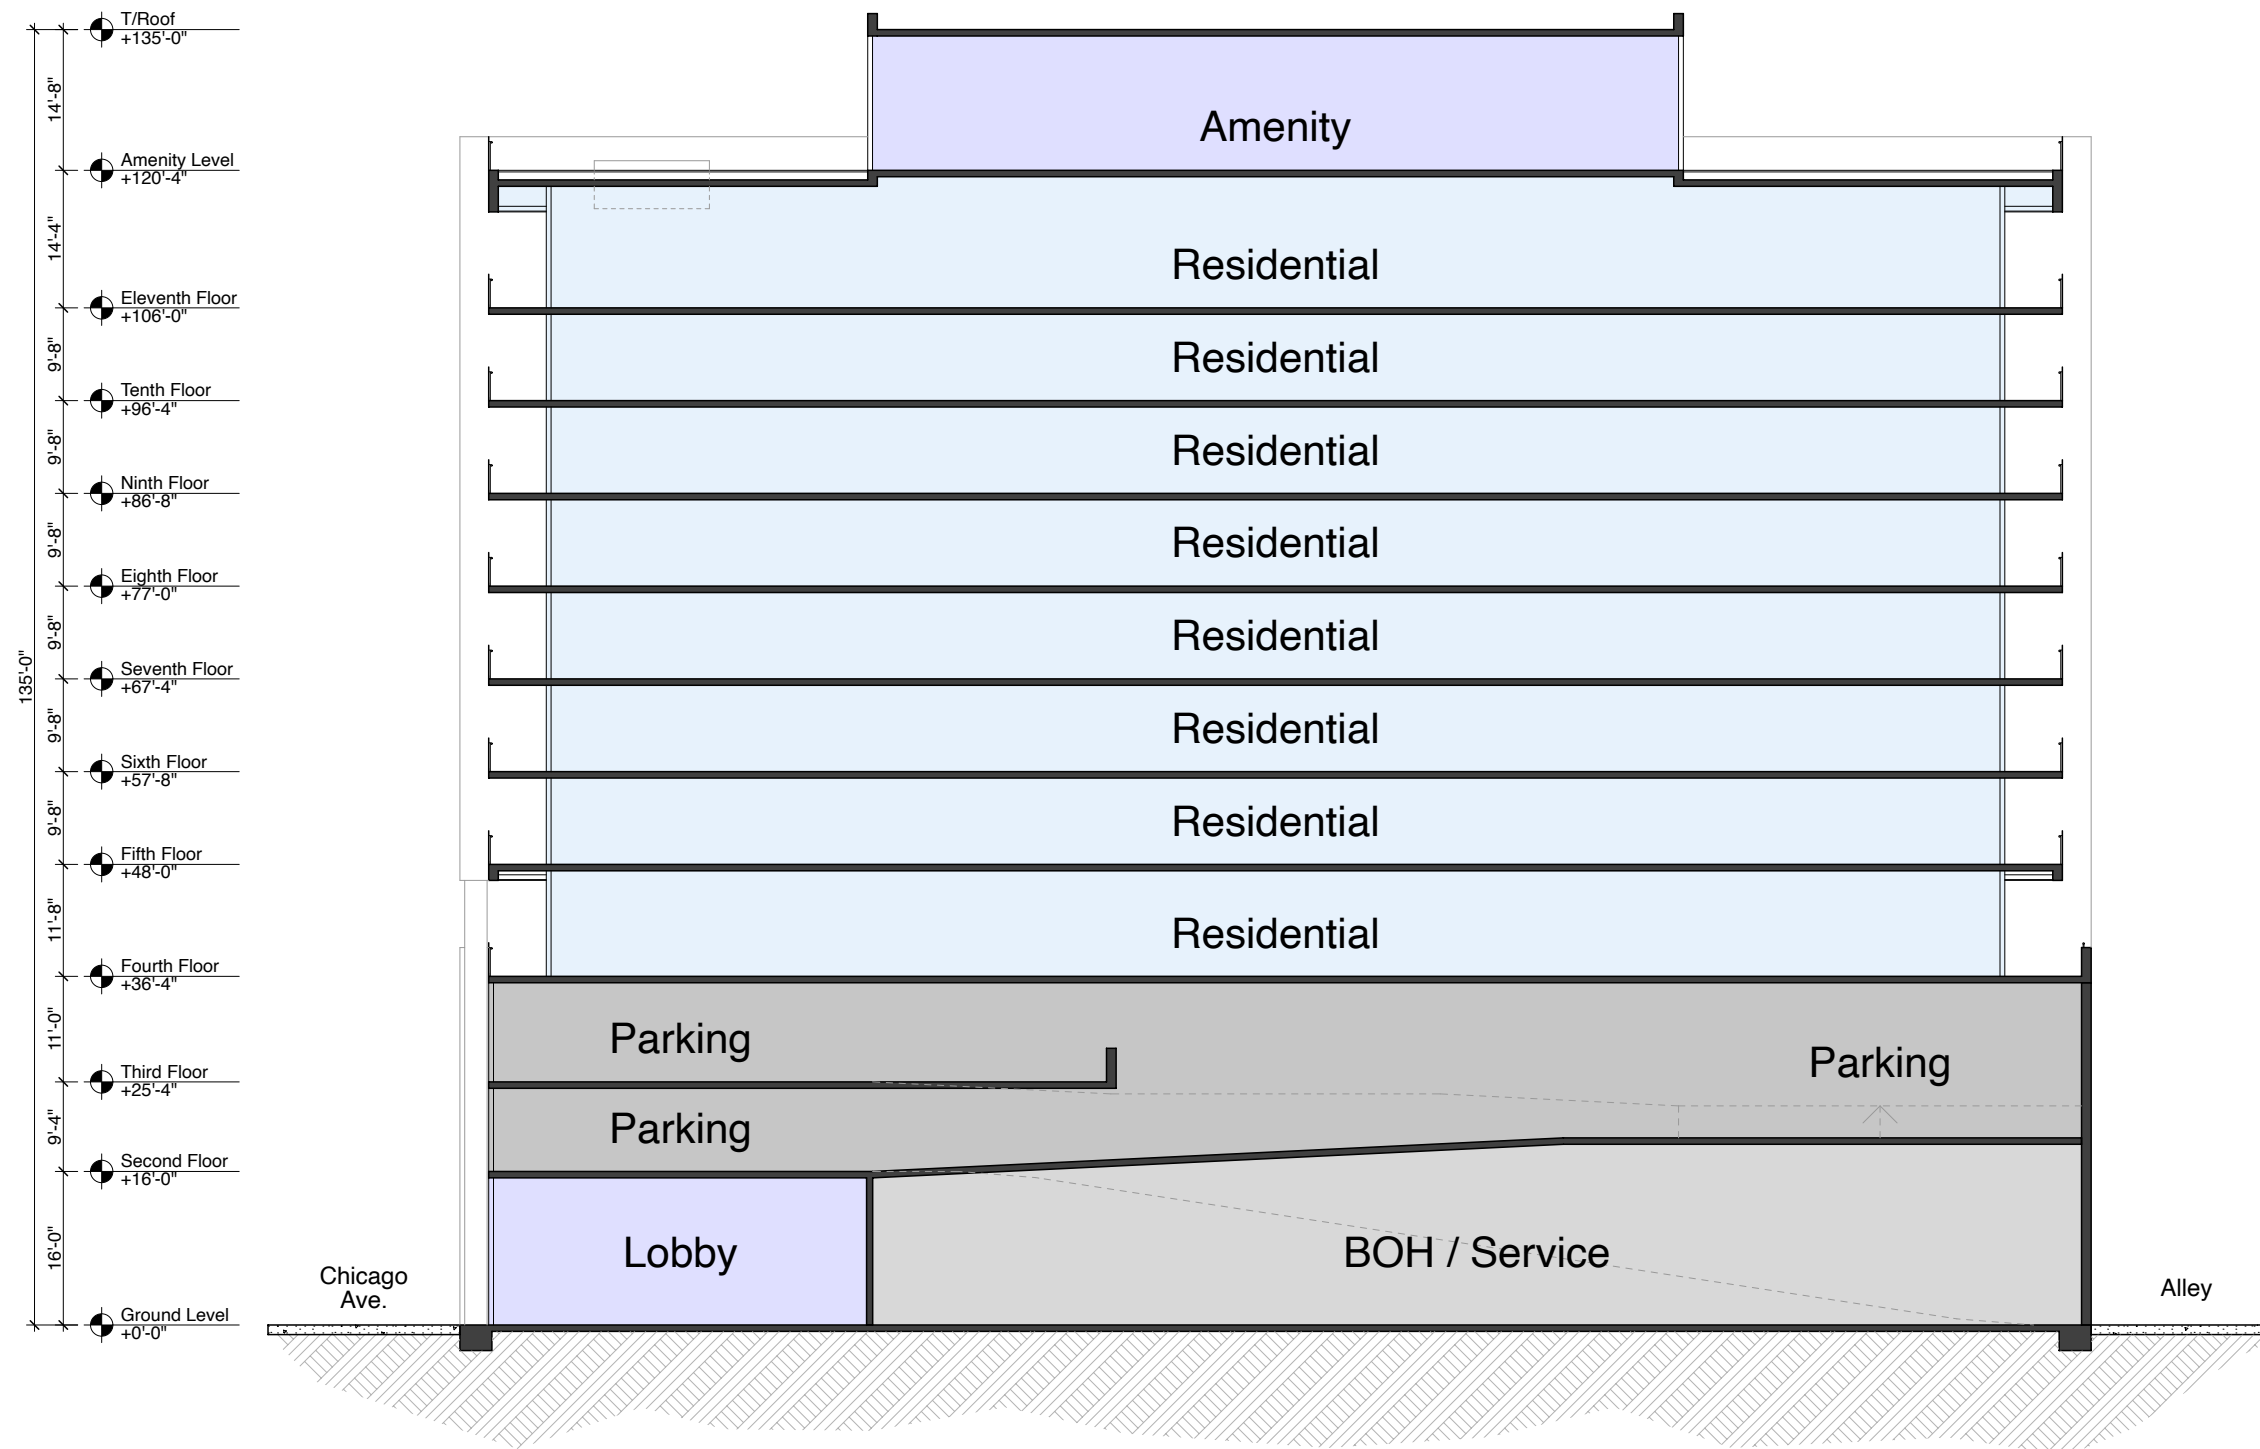 T/Roof
+135'-0"
14'-8"
Amenity
Amenity Level
+120'-4"
14'-4"
Residential
Eleventh Floor
+106'-0"
9'-8"
Residential
Tenth Floor
+96'-4"
9'-8"
Residential
Ninth Floor
+86'-8"
9'-8"
Residential
Eighth Floor
+77'-0"
9'-8"
Residential
135'-0"
Seventh Floor
+67'-4"
9'-8"
Residential
Sixth Floor
+57'-8"
9'-8"
Residential
Fifth Floor
+48'-0"
11'-8"
Residential
Fourth Floor
+36'-4"
11'-0"
Parking
Parking
Third Floor
+25'-4"
9'-4"
Parking
Second Floor
+16'-0"
16'-0"
Lobby
BOH / Service
Chicago
Ave.
Alley
Ground Level
+0'-0"